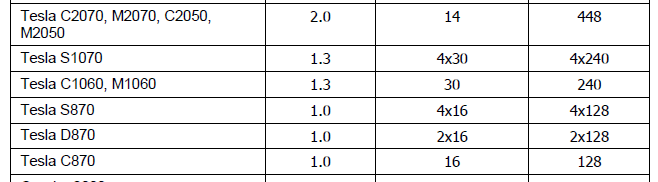 Tesla C2070, M2070, C2050, 2.0 14 448
M2050
Tesla S1070 1.3 4x30 4x240
Tesla C1060, M1060 1.3 30 240
Tesla S870 1.0 4x16 4x128
Tesla D870 1.0 2x16 2x128
Tesla C870 1.0 16 128